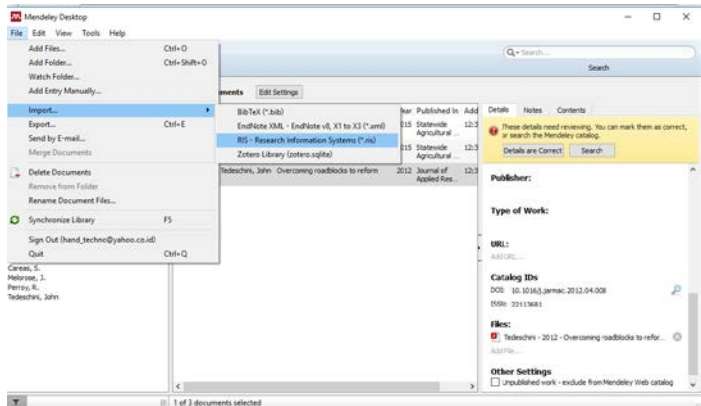 Mendeley Desktop
File Edit View Tools Help
Add Files... Ctrl+O
Add Folder... Ctrl+Shift+O
Watch Folder...
Add Entry Manually...
Import...
Export... Ctrl+E
Send by E-mail...
Merge Documents
Delete Documents
Remove from Folder
Rename Document Files...
Synchronize Library F5
Sign Out (hand_techno@yahoo.co.id)
Quit Ctrl+Q
BibTeX (*.bib)
EndNote XML - EndNote v8, X1 to X3 (*.xml)
RIS - Research Information Systems (*.ris)
Zotero Library (zotero.sqlite)
Search...
Search
Edit Settings
Published In Add
Statewide Agricultural ...
Statewide Agricultural ...
Tedeschini, John Overcoming roadblocks to reform 2012 Journal of Applied Res...
Careas, S.
Melorose, J.
Perroy, R.
Tedeschini, John
Details Notes Contents
These details need reviewing. You can mark them as correct, or search the Mendeley catalog.
Details are Correct Search
Publisher:
Type of Work:
URL:
Add URL...
Catalog IDs
DOI: 10.1016/j.jarmac.2012.04.008
ISSN: 22113681
Files:
Tedeschini - 2012 - Overcoming roadblocks to refor...
Add File...
Other Settings
Unpublished work - exclude from Mendeley Web catalog
1 of 3 documents selected